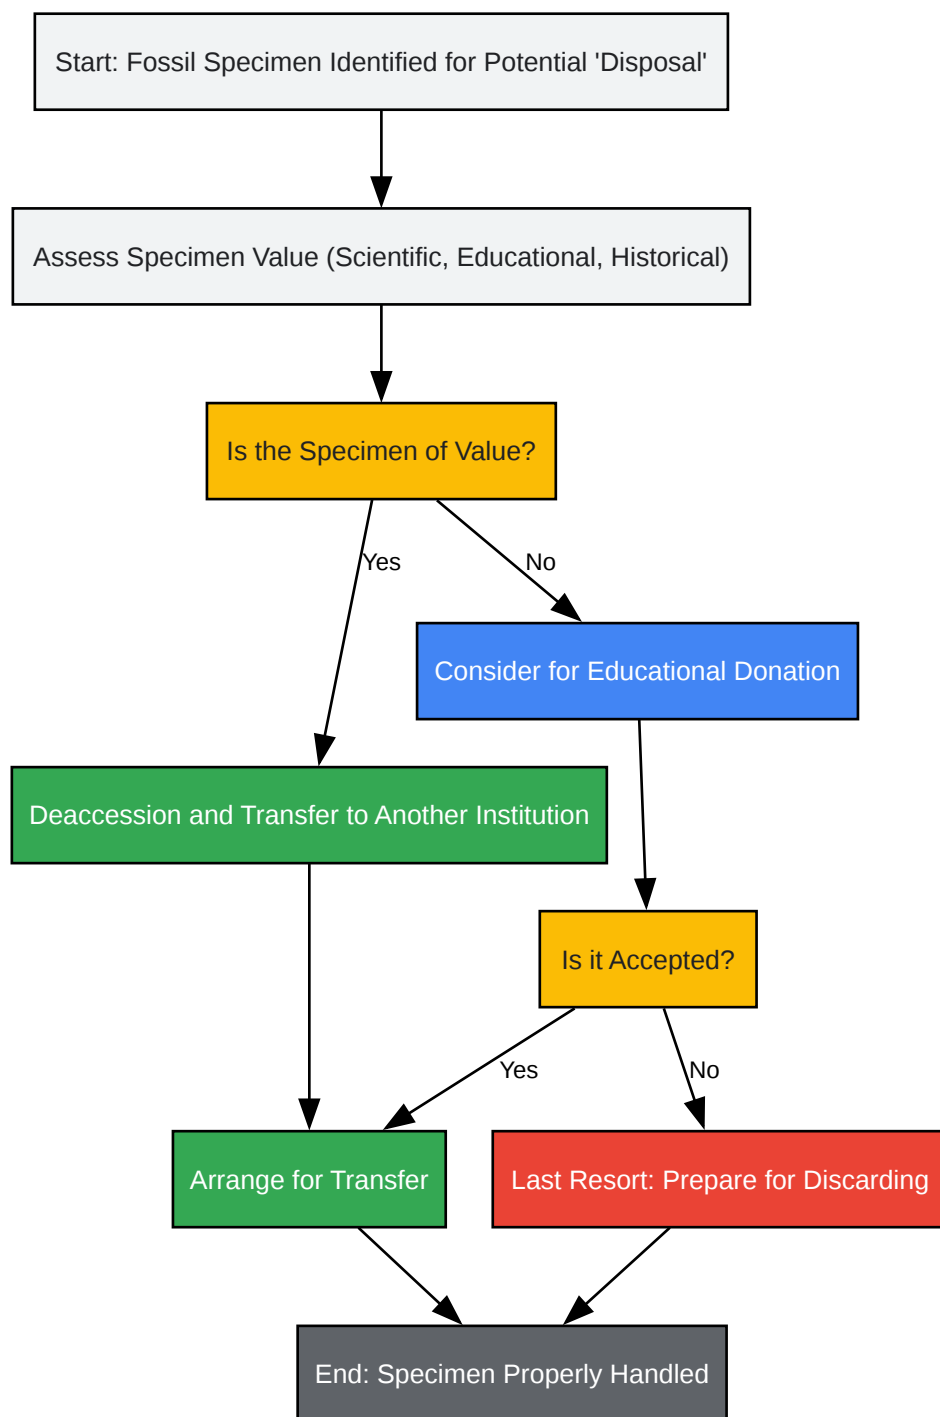 Start: Fossil Specimen Identified for Potential 'Disposal'
Assess Specimen Value (Scientific, Educational, Historical)
Is the Specimen of Value?
Yes
No
Consider for Educational Donation
Deaccession and Transfer to Another Institution
Is it Accepted?
Yes
No
Arrange for Transfer
Last Resort: Prepare for Discarding
End: Specimen Properly Handled